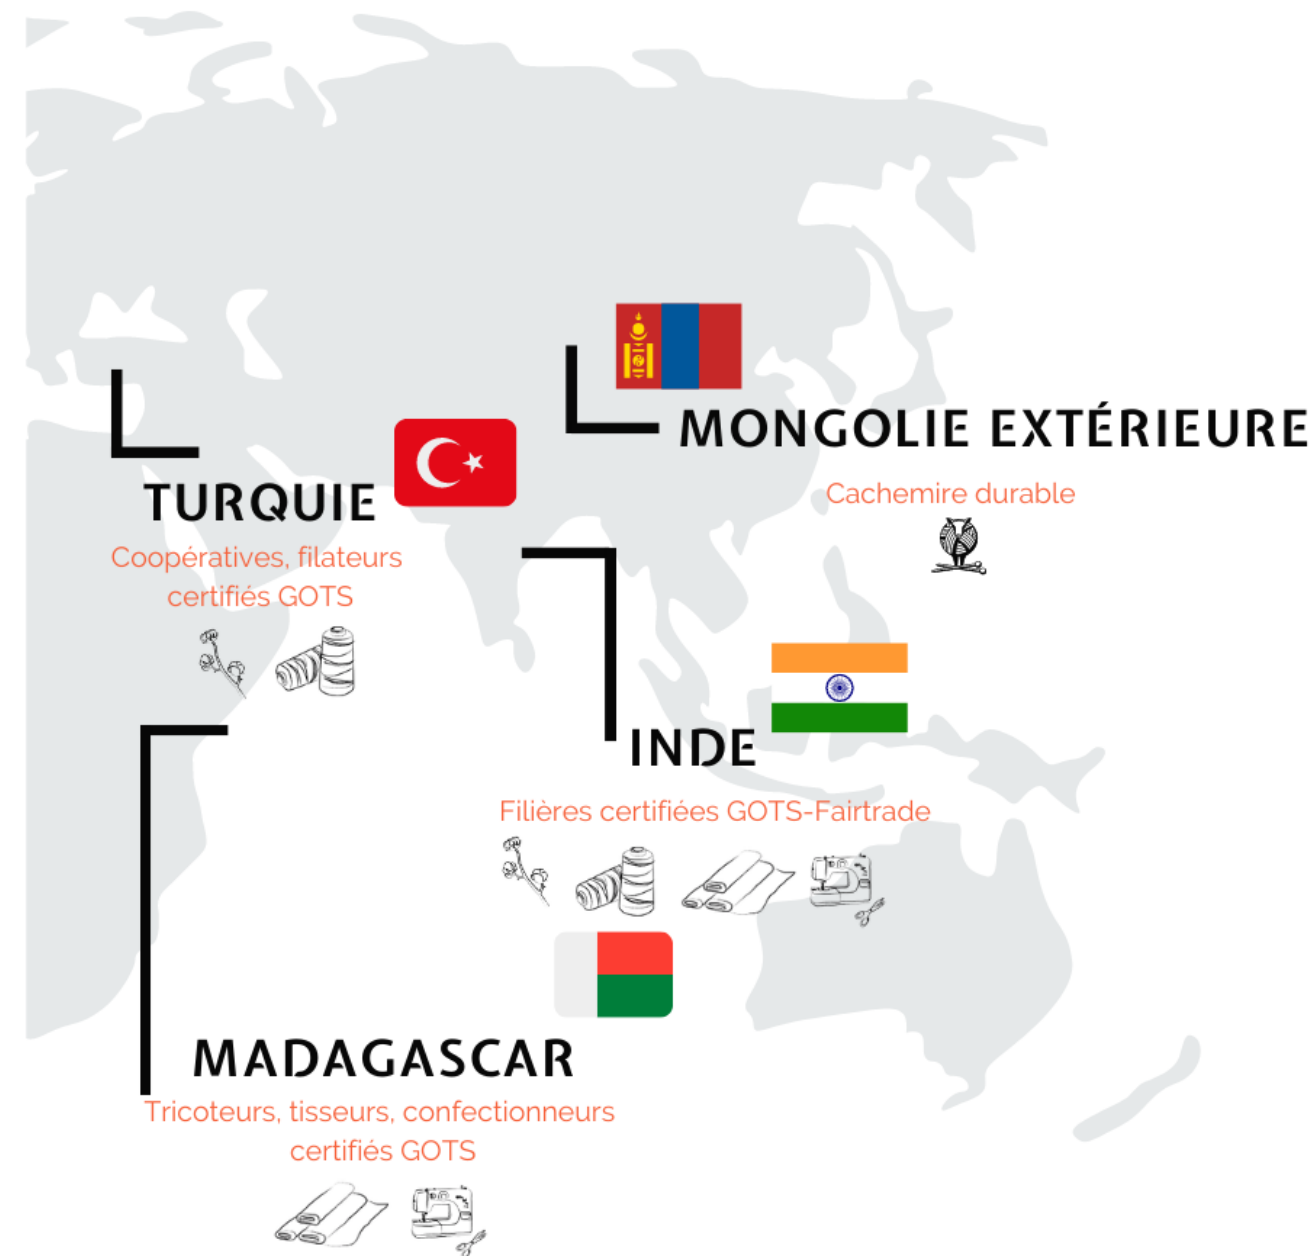 MONGOLIE EXTÉRIEURE
Cachemire durable
TURQUIE
Coopératives, filateurs
certifiés GOTS
INDE
Filières certifiées GOTS-Fairtrade
MADAGASCAR
Tricoteurs, tisseurs, confectionneurs
certifiés GOTS